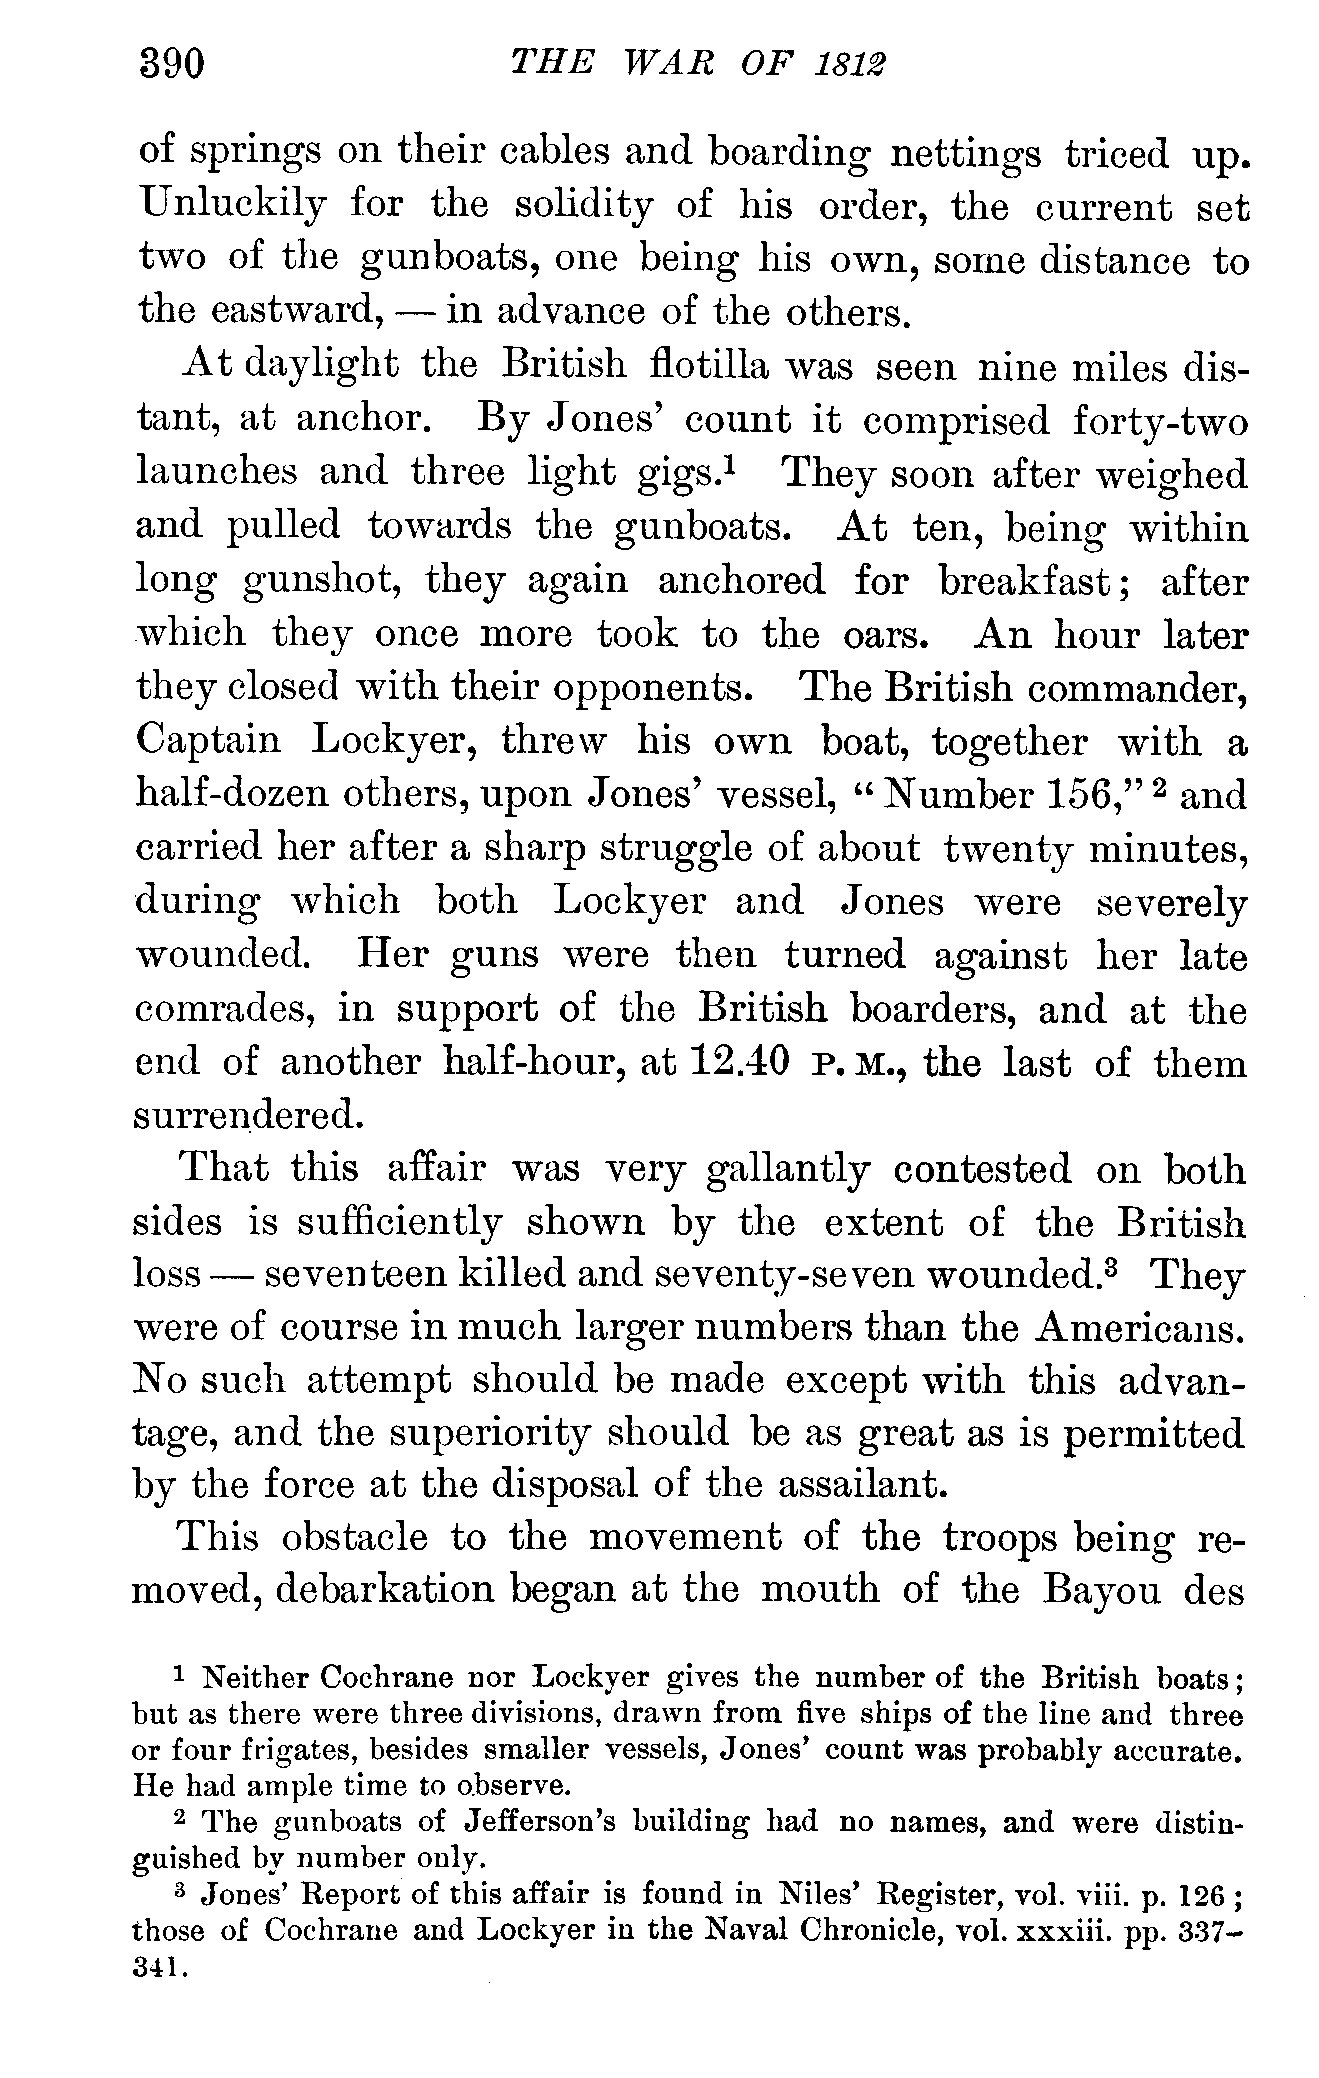 390 THE WAR OF 1812
of springs on their cables and boarding nettings triced up.
Unluckily for the solidity of his order, the current set
two of the gunboats, one being his own, some distance to
the eastward, — in advance of the others.
At daylight the British flotilla was seen nine miles dis-
tant, at anchor. By Jones’ count it comprised forty-two
launches and three light gigs.¹ They soon after weighed
and pulled towards the gunboats. At ten, being within
long gunshot, they again anchored for breakfast; after
which they once more took to the oars. An hour later
they closed with their opponents. The British commander,
Captain Lockyer, threw his own boat, together with a
half-dozen others, upon Jones’ vessel, “Number 156,”² and
carried her after a sharp struggle of about twenty minutes,
during which both Lockyer and Jones were severely
wounded. Her guns were then turned against her late
comrades, in support of the British boarders, and at the
end of another half-hour, at 12.40 P. M., the last of them
surrendered.
That this affair was very gallantly contested on both
sides is sufficiently shown by the extent of the British
loss — seventeen killed and seventy-seven wounded.³ They
were of course in much larger numbers than the Americans.
No such attempt should be made except with this advan-
tage, and the superiority should be as great as is permitted
by the force at the disposal of the assailant.
This obstacle to the movement of the troops being re-
moved, debarkation began at the mouth of the Bayou des
¹ Neither Cochrane nor Lockyer gives the number of the British boats;
but as there were three divisions, drawn from five ships of the line and three
or four frigates, besides smaller vessels, Jones’ count was probably accurate.
He had ample time to observe.
² The gunboats of Jefferson’s building had no names, and were distin-
guished by number only.
³ Jones’ Report of this affair is found in Niles’ Register, vol. viii. p. 126;
those of Cochrane and Lockyer in the Naval Chronicle, vol. xxxiii. pp. 337–
341.